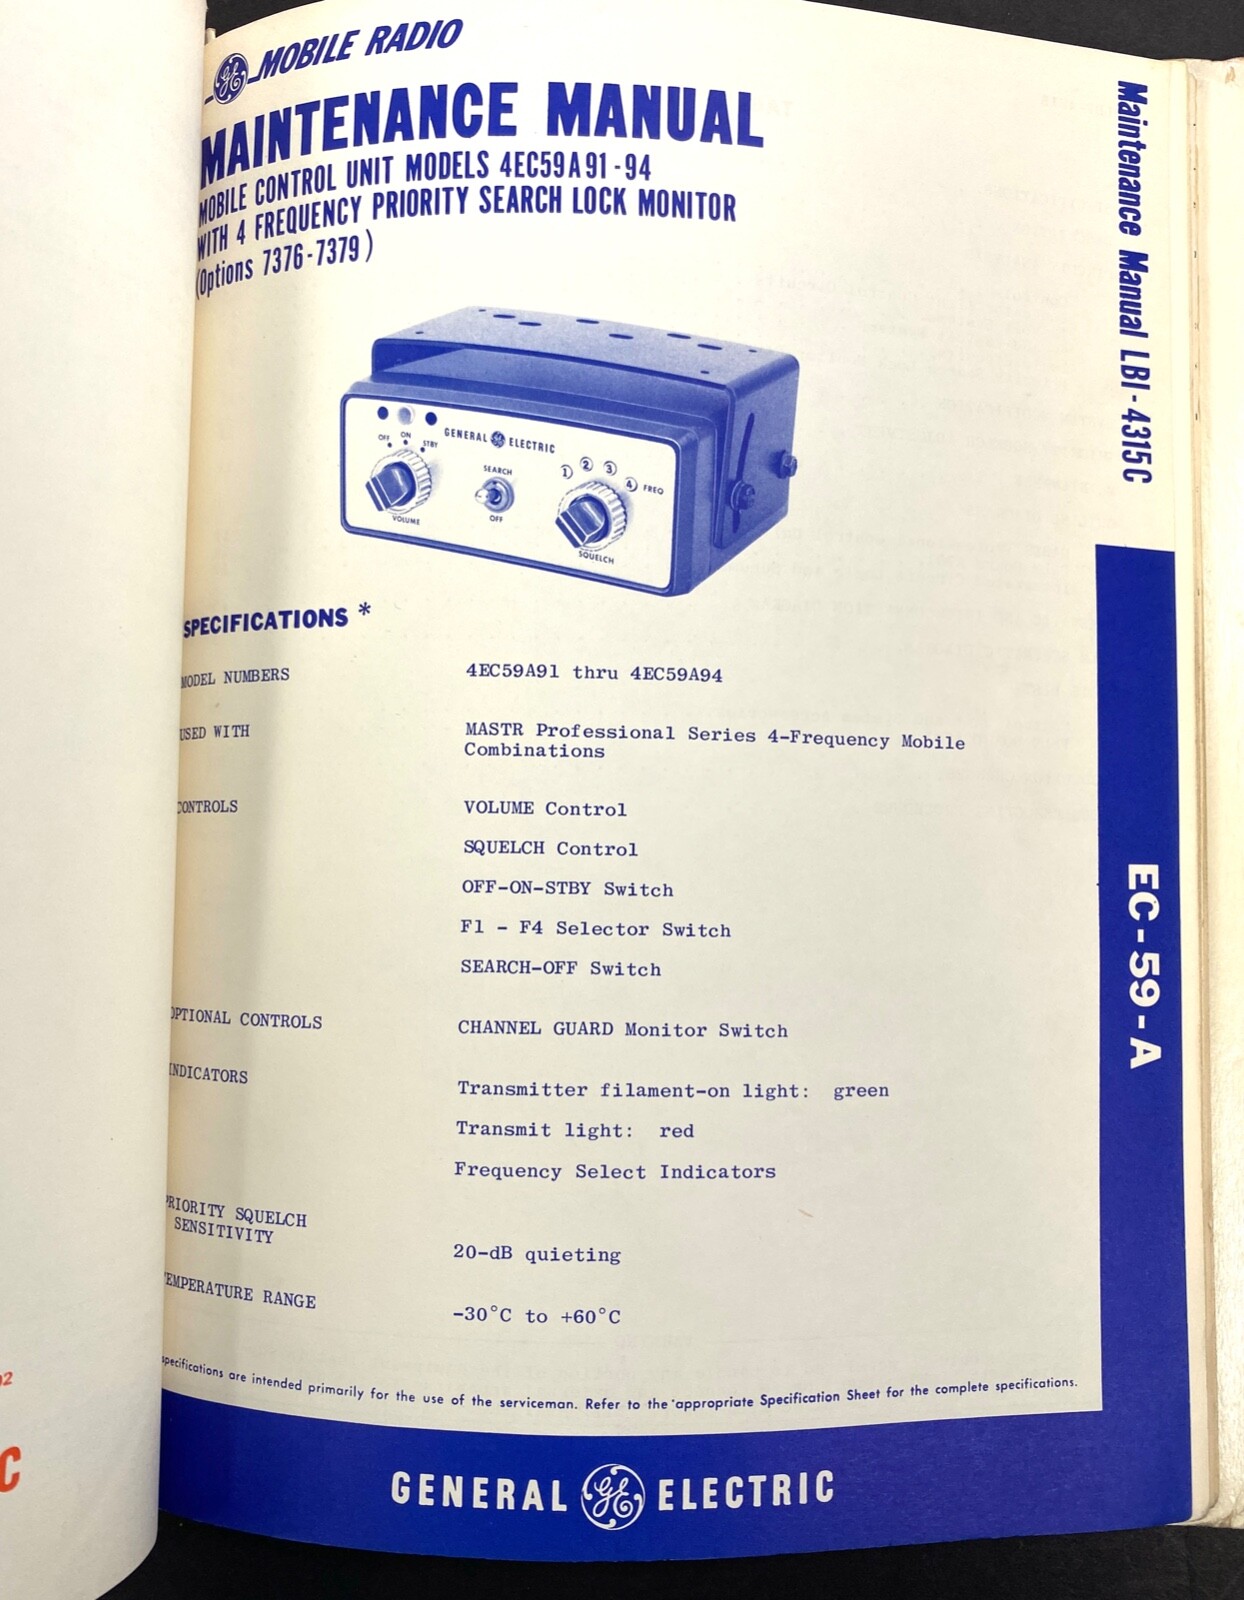 GE MOBILE RADIO
MAINTENANCE MANUAL
MOBILE CONTROL UNIT MODELS 4EC59A91-94
WITH 4 FREQUENCY PRIORITY SEARCH LOCK MONITOR
(Options 7376-7379)
OFF ON STBY
GENERAL GE ELECTRIC
SEARCH
1 2 3 4 FREQ
VOLUME
OFF
SQUELCH
SPECIFICATIONS *
MODEL NUMBERS 4EC59A91 thru 4EC59A94
USED WITH MASTR Professional Series 4-Frequency Mobile
Combinations
CONTROLS VOLUME Control
SQUELCH Control
OFF-ON-STBY Switch
F1 - F4 Selector Switch
SEARCH-OFF Switch
OPTIONAL CONTROLS CHANNEL GUARD Monitor Switch
INDICATORS Transmitter filament-on light: green
Transmit light: red
Frequency Select Indicators
PRIORITY SQUELCH
SENSITIVITY 20-dB quieting
TEMPERATURE RANGE -30°C to +60°C
specifications are intended primarily for the use of the serviceman. Refer to the appropriate Specification Sheet for the complete specifications.
GENERAL GE ELECTRIC
Maintenance Manual LBI-4315C
EC-59-A